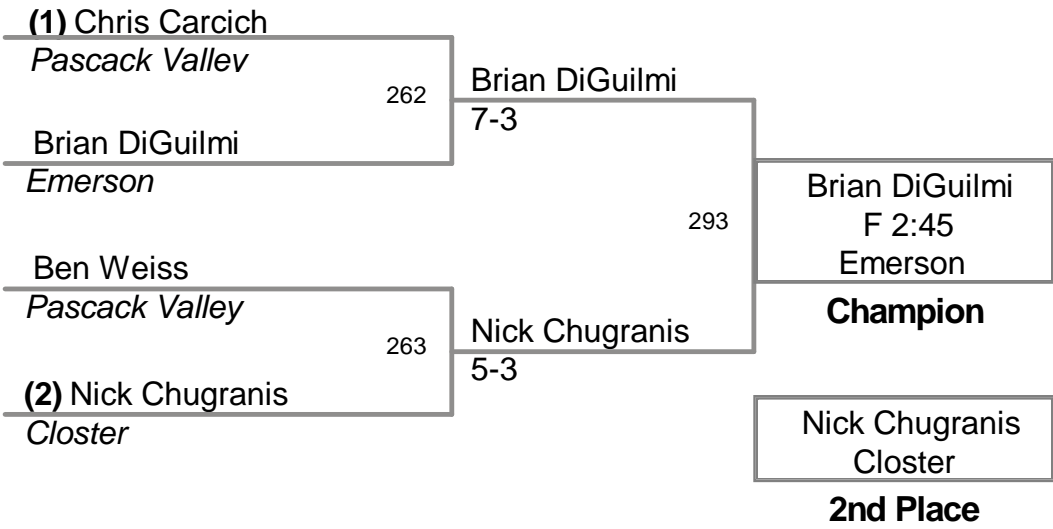 (1) Chris Carcich
Pascack Valley
262
Brian DiGuilmi
7-3
Brian DiGuilmi
Emerson
293
Brian DiGuilmi
F 2:45
Emerson
Champion
Ben Weiss
Pascack Valley
263
Nick Chugranis
5-3
(2) Nick Chugranis
Closter
Nick Chugranis
Closter
2nd Place